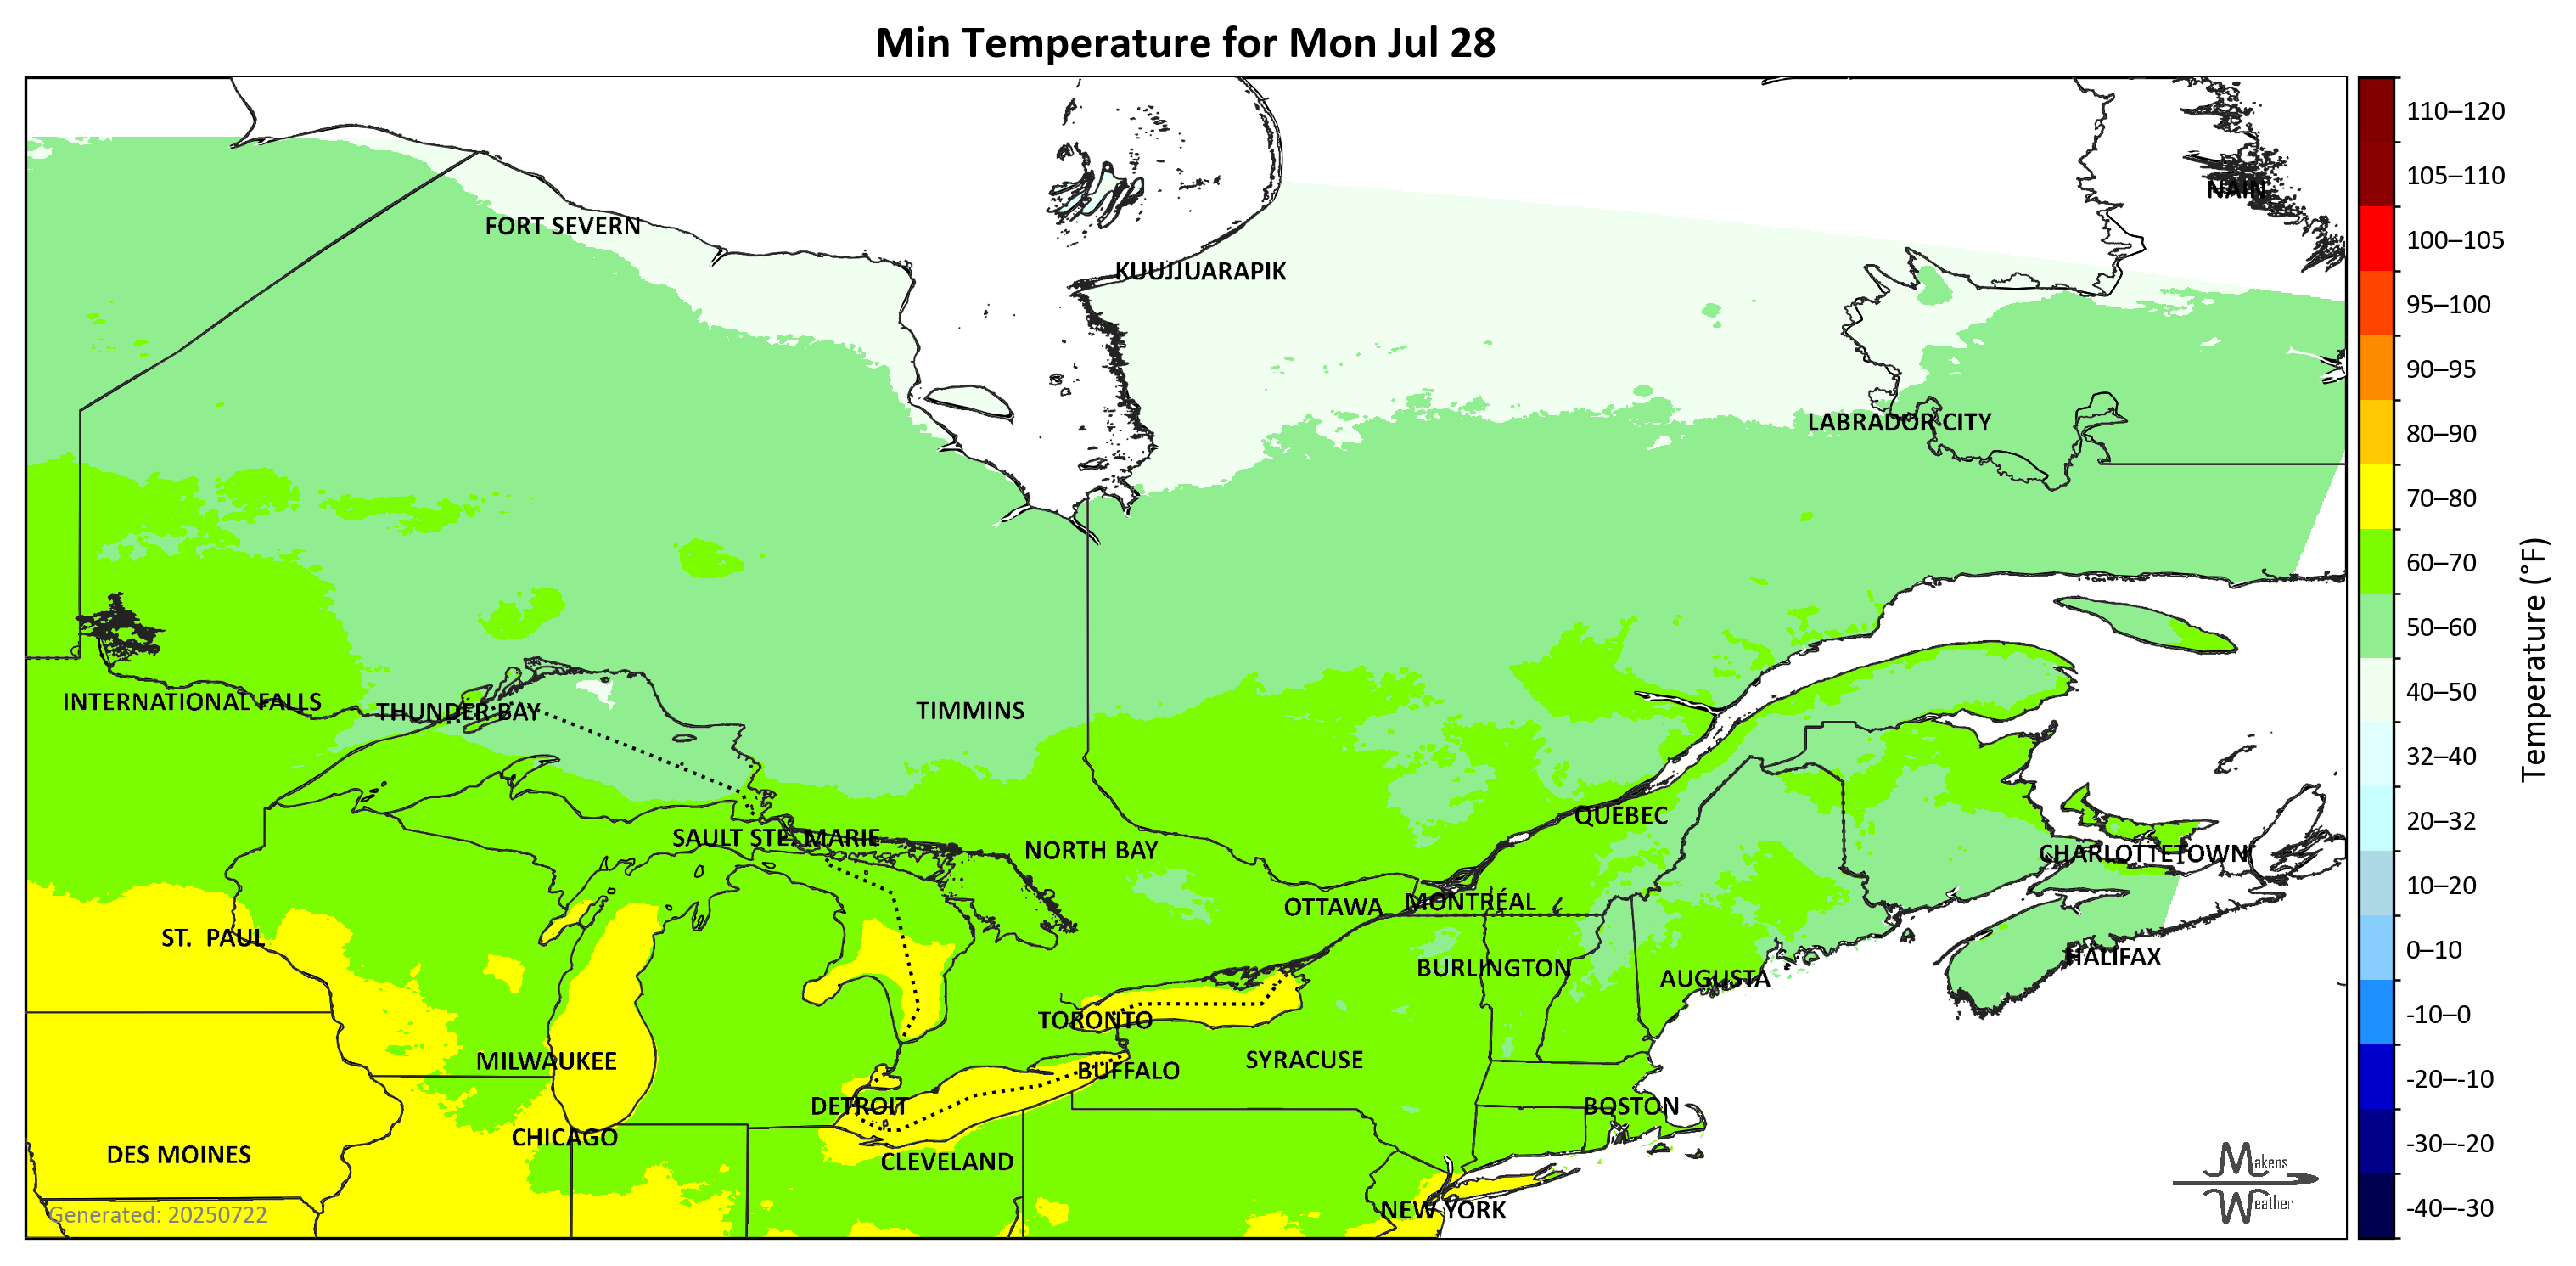 Min Temperature for Mon Jul 28
NAIN
FORT SEVERN
KUUJJUARAPIK
LABRADOR CITY
INTERNATIONAL FALLS
THUNDER BAY
TIMMINS
SAULT STE. MARIE
NORTH BAY
QUÉBEC
CHARLOTTETOWN
OTTAWA
MONTRÉAL
ST.  PAUL
BURLINGTON
AUGUSTA
HALIFAX
TORONTO
MILWAUKEE
BUFFALO
SYRACUSE
DETROIT
BOSTON
CHICAGO
DES MOINES
CLEVELAND
NEW YORK
Generated: 20250722
Makens
Weather
110–120
105–110
100–105
95–100
90–95
80–90
70–80
60–70
50–60
40–50
32–40
20–32
10–20
0–10
-10–0
-20–-10
-30–-20
-40–-30
Temperature (°F)